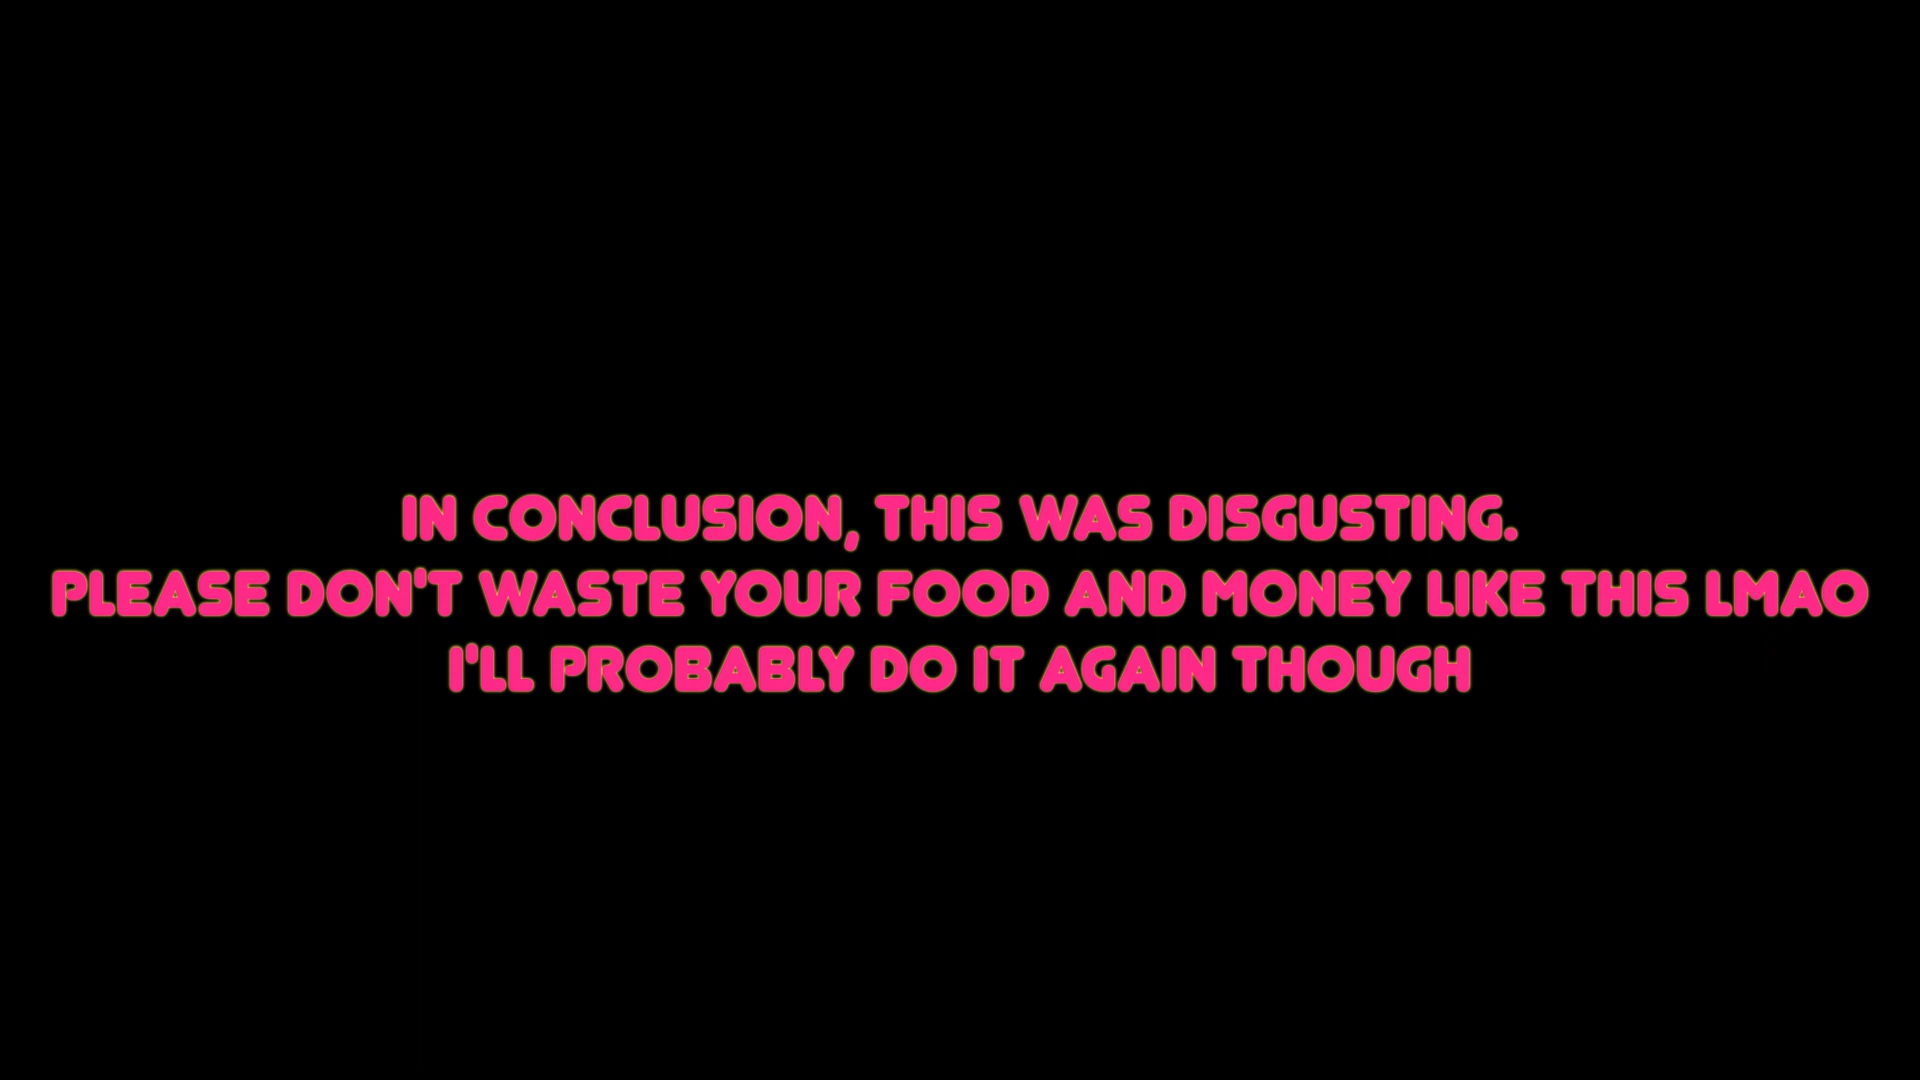 IN CONCLUSION, THIS WAS DISGUSTING.
PLEASE DON'T WASTE YOUR FOOD AND MONEY LIKE THIS LMAO
I'LL PROBABLY DO IT AGAIN THOUGH